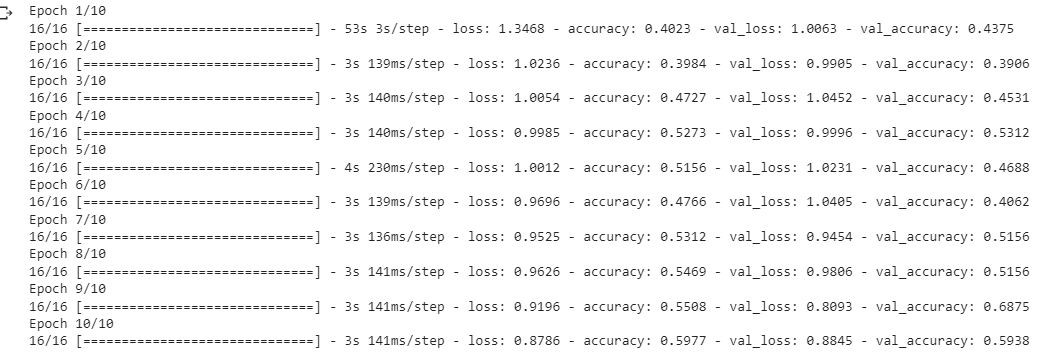 Epoch 1/10
16/16 [==============================] - 53s 3s/step - loss: 1.3468 - accuracy: 0.4023 - val_loss: 1.0063 - val_accuracy: 0.4375
Epoch 2/10
16/16 [==============================] - 3s 139ms/step - loss: 1.0236 - accuracy: 0.3984 - val_loss: 0.9905 - val_accuracy: 0.3906
Epoch 3/10
16/16 [==============================] - 3s 140ms/step - loss: 1.0054 - accuracy: 0.4727 - val_loss: 1.0452 - val_accuracy: 0.4531
Epoch 4/10
16/16 [==============================] - 3s 140ms/step - loss: 0.9985 - accuracy: 0.5273 - val_loss: 0.9996 - val_accuracy: 0.5312
Epoch 5/10
16/16 [==============================] - 4s 230ms/step - loss: 1.0012 - accuracy: 0.5156 - val_loss: 1.0231 - val_accuracy: 0.4688
Epoch 6/10
16/16 [==============================] - 3s 139ms/step - loss: 0.9696 - accuracy: 0.4766 - val_loss: 1.0405 - val_accuracy: 0.4062
Epoch 7/10
16/16 [==============================] - 3s 136ms/step - loss: 0.9525 - accuracy: 0.5312 - val_loss: 0.9454 - val_accuracy: 0.5156
Epoch 8/10
16/16 [==============================] - 3s 141ms/step - loss: 0.9626 - accuracy: 0.5469 - val_loss: 0.9806 - val_accuracy: 0.5156
Epoch 9/10
16/16 [==============================] - 3s 141ms/step - loss: 0.9196 - accuracy: 0.5508 - val_loss: 0.8093 - val_accuracy: 0.6875
Epoch 10/10
16/16 [==============================] - 3s 141ms/step - loss: 0.8786 - accuracy: 0.5977 - val_loss: 0.8845 - val_accuracy: 0.5938